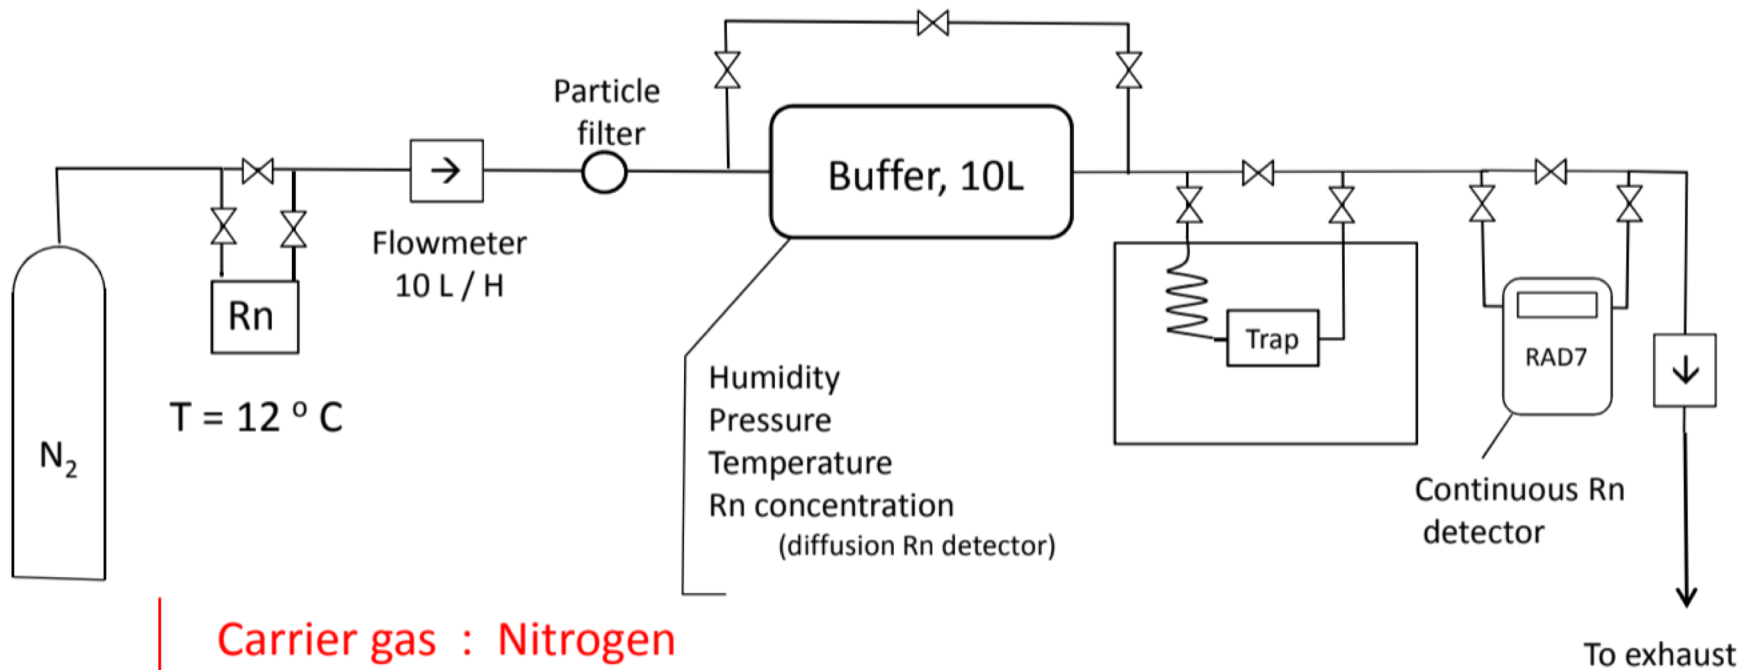 Particle
filter
Buffer, 10L
Flowmeter
10 L / H
Rn
T = 12 ° C
N₂
Humidity
Pressure
Temperature
Rn concentration
(diffusion Rn detector)
Trap
RAD7
Continuous Rn
detector
To exhaust
Carrier gas : Nitrogen